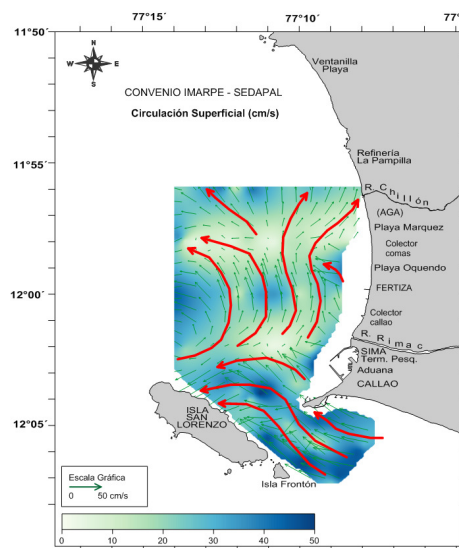 77°15' 77°10'
11°50'
N
W E
S
Ventanilla
Playa
CONVENIO IMARPE - SEDAPAL
Circulación Superficial (cm/s)
11°55'
Refinería
La Pampilla
R. Chillón
(AGA)
Playa Marquez
Colector
comas
Playa Oquendo
12°00'
FERTIZA
Colector
callao
R. Rimac
SIMA
Term. Pesq.
Aduana
CALLAO
ISLA
SAN
LORENZO
12°05'
Isla Frontón
Escala Gráfica
0 50 cm/s
0 10 20 30 40 50